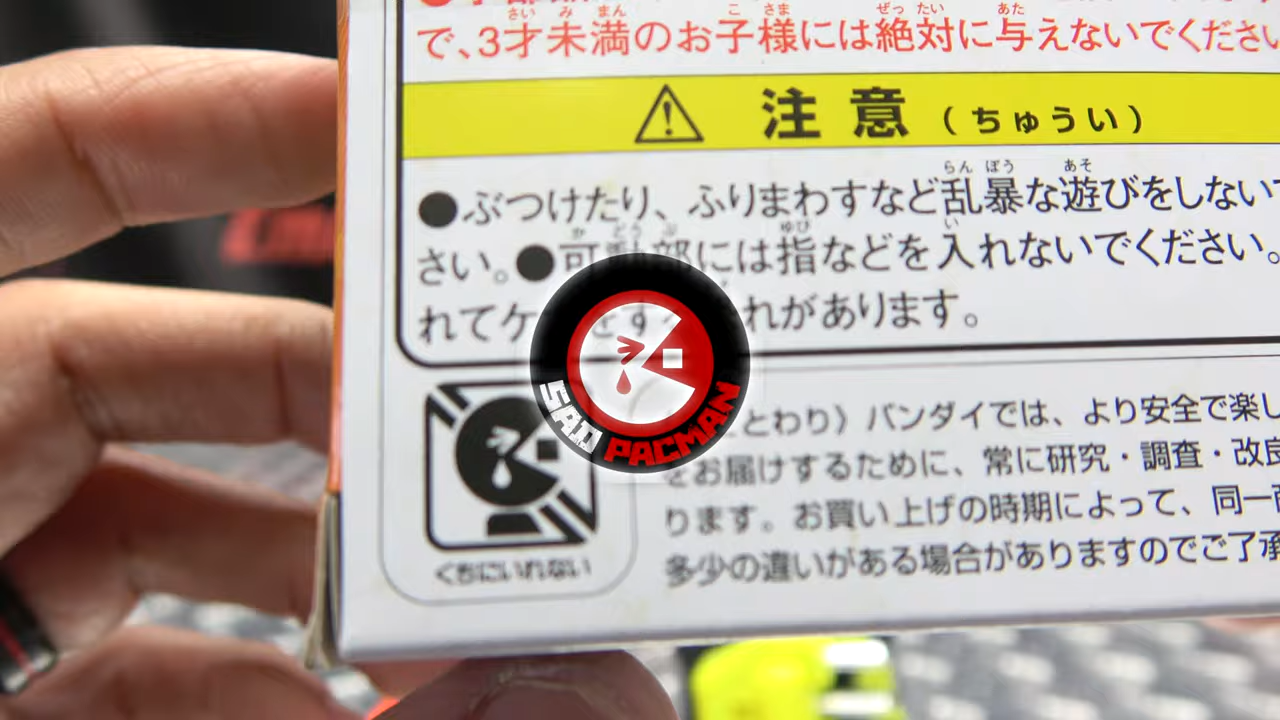 で、3才未満のお子様には絶対に与えないでくださ
注意(ちゅうい)
●ぶつけたり、ふりまわすなど乱暴な遊びをしない
さい。●可動部には指などを入れないでください。
れてケ をす れがあります。
SAD PACMAN
とわり)バンダイでは、より安全で楽し
をお届けするために、常に研究・調査・改良
ります。お買い上げの時期によって、同一商
多少の違いがある場合がありますのでご了承
くちにいれない